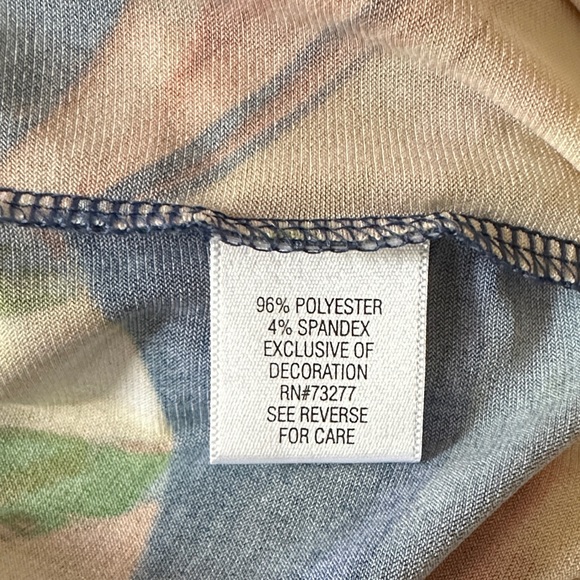 96% POLYESTER
4% SPANDEX
EXCLUSIVE OF
DECORATION
RN#73277
SEE REVERSE
FOR CARE